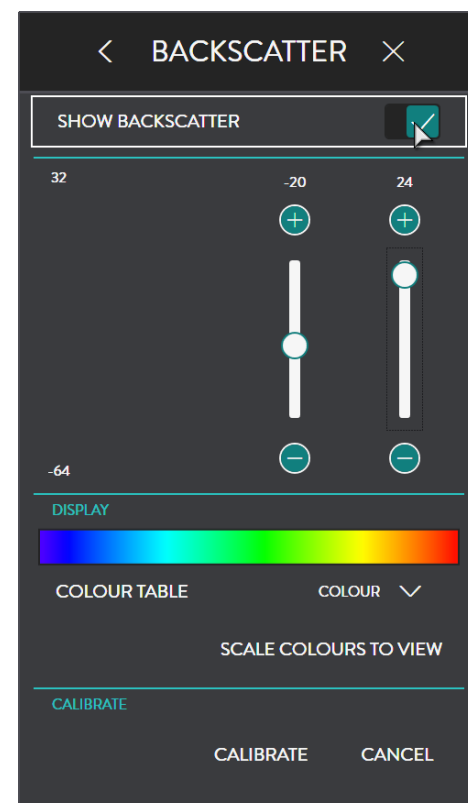 BACKSCATTER
SHOW BACKSCATTER
32 -20 24
-64
DISPLAY
COLOUR TABLE COLOUR
SCALE COLOURS TO VIEW
CALIBRATE
CALIBRATE CANCEL